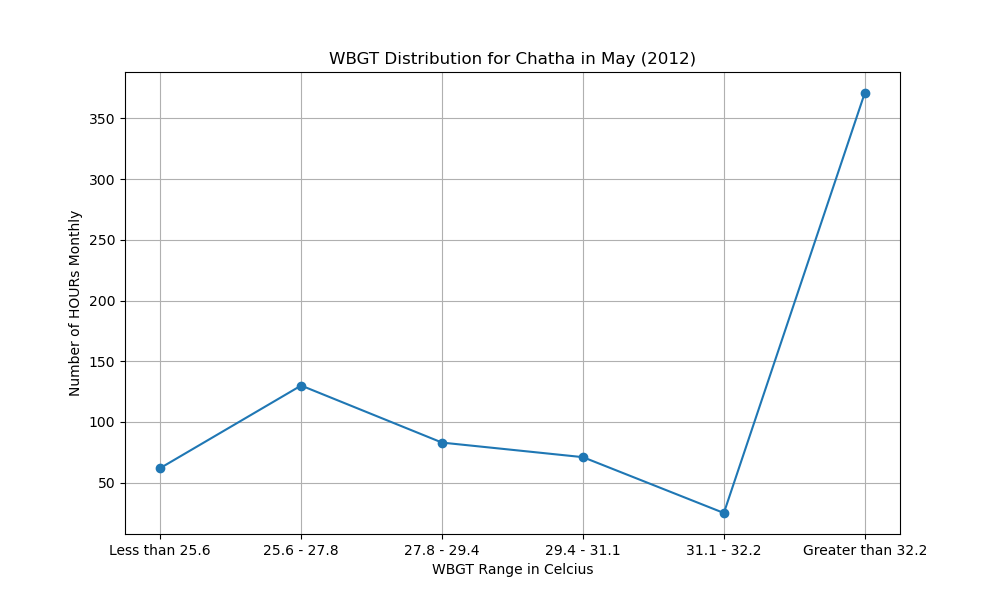 WBGT Distribution for Chatha in May (2012)
Number of HOURs Monthly
350
300
250
200
150
100
50
Less than 25.6
25.6 - 27.8
27.8 - 29.4
29.4 - 31.1
31.1 - 32.2
Greater than 32.2
WBGT Range in Celcius